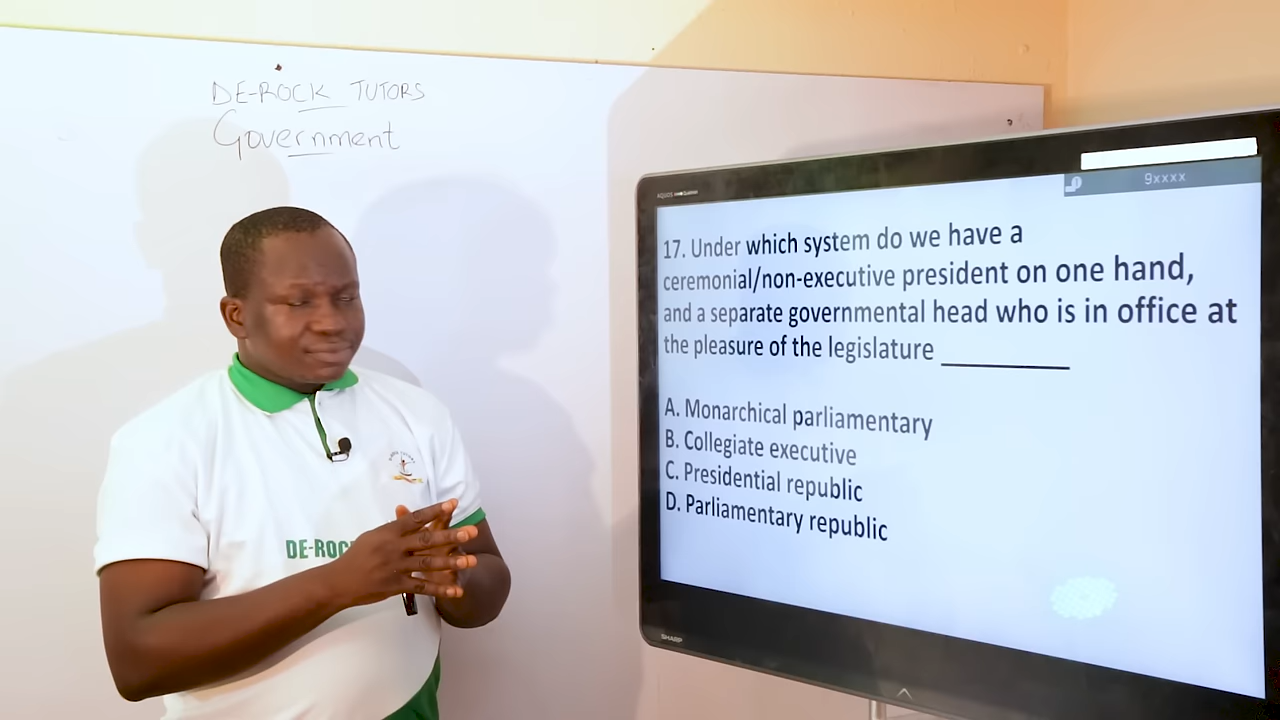 DE-ROCK TUTORS
Government
9xxxx
17. Under which system do we have a
ceremonial/non-executive president on one hand,
and a separate governmental head who is in office at
the pleasure of the legislature __________
A. Monarchical parliamentary
B. Collegiate executive
C. Presidential republic
D. Parliamentary republic
DE-ROC
SHARP